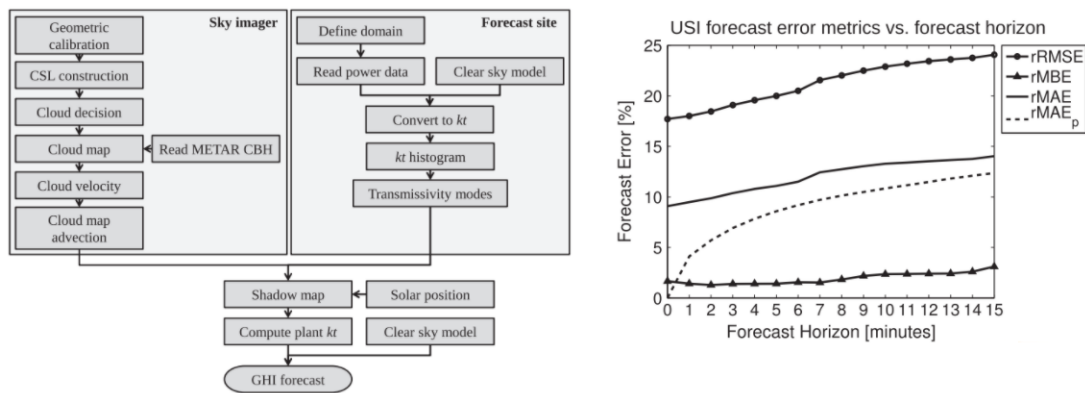 Sky imager
Geometric
calibration
CSL construction
Cloud decision
Cloud map
Read METAR CBH
Cloud velocity
Cloud map
advection
Forecast site
Define domain
Read power data
Clear sky model
Convert to kt
kt histogram
Transmissivity modes
Shadow map
Solar position
Compute plant kt
Clear sky model
GHI forecast
USI forecast error metrics vs. forecast horizon
Forecast Error [%]
25
20
15
10
5
0
0 1 2 3 4 5 6 7 8 9 10 11 12 13 14 15
Forecast Horizon [minutes]
rRMSE
rMBE
rMAE
rMAEp